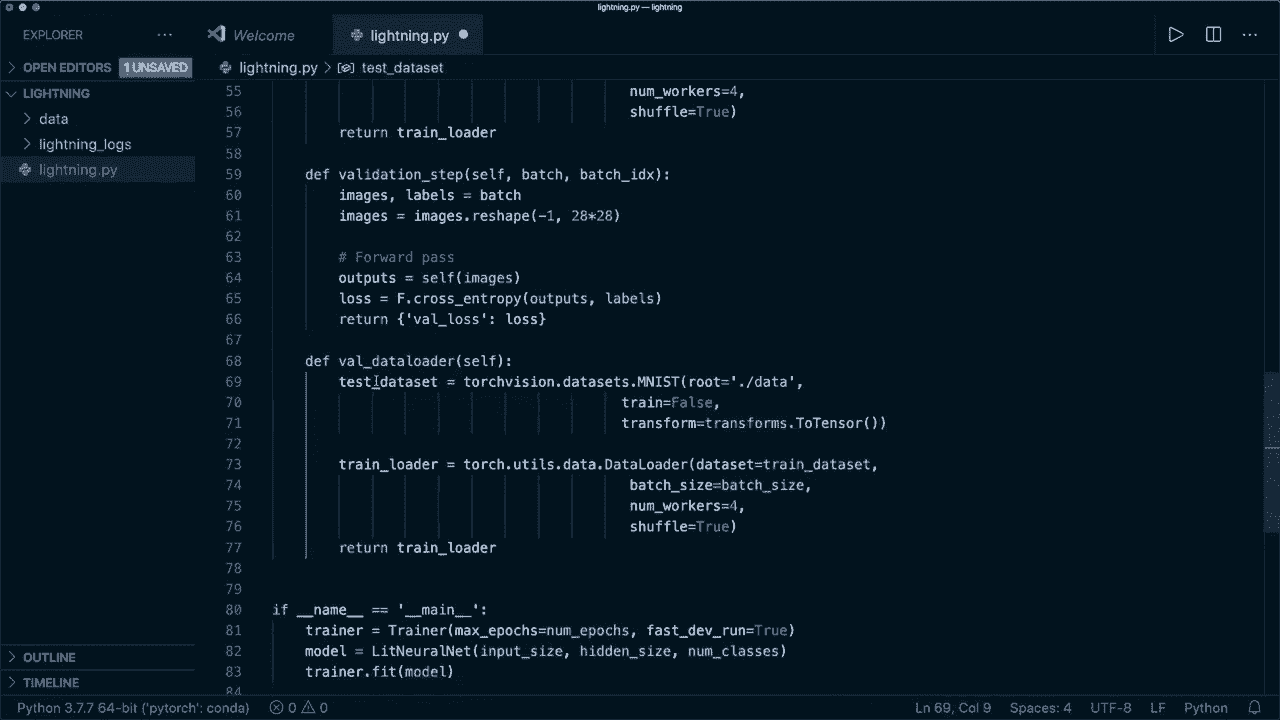 lightning.py — lightning
EXPLORER
Welcome
lightning.py
OPEN EDITORS 1 UNSAVED
lightning.py > test_dataset
LIGHTNING
data
lightning_logs
lightning.py
55 num_workers=4,
56 shuffle=True)
57 return train_loader
58
59 def validation_step(self, batch, batch_idx):
60 images, labels = batch
61 images = images.reshape(-1, 28*28)
62
63 # Forward pass
64 outputs = self(images)
65 loss = F.cross_entropy(outputs, labels)
66 return {'val_loss': loss}
67
68 def val_dataloader(self):
69 test_dataset = torchvision.datasets.MNIST(root='./data',
70 train=False,
71 transform=transforms.ToTensor())
72
73 train_loader = torch.utils.data.DataLoader(dataset=train_dataset,
74 batch_size=batch_size,
75 num_workers=4,
76 shuffle=True)
77 return train_loader
78
79
80 if __name__ == '__main__':
81 trainer = Trainer(max_epochs=num_epochs, fast_dev_run=True)
82 model = LitNeuralNet(input_size, hidden_size, num_classes)
83 trainer.fit(model)
84
OUTLINE
TIMELINE
Python 3.7.7 64-bit ('pytorch': conda) 0 0 Ln 69, Col 9 Spaces: 4 UTF-8 LF Python